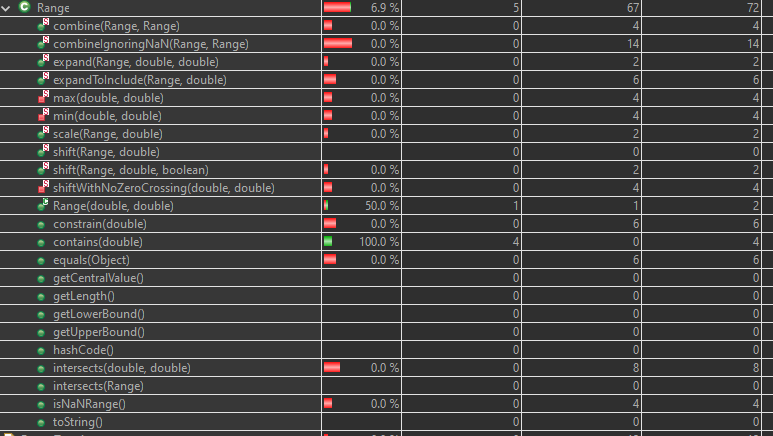 Range 6.9 % 5 67 72
combine(Range, Range) 0.0 % 0 4 4
combineIgnoringNaN(Range, Range) 0.0 % 0 14 14
expand(Range, double, double) 0.0 % 0 2 2
expandToInclude(Range, double) 0.0 % 0 6 6
max(double, double) 0.0 % 0 4 4
min(double, double) 0.0 % 0 4 4
scale(Range, double) 0.0 % 0 2 2
shift(Range, double) 0 0 0
shift(Range, double, boolean) 0.0 % 0 2 2
shiftWithNoZeroCrossing(double, double) 0.0 % 0 4 4
Range(double, double) 50.0 % 1 1 2
constrain(double) 0.0 % 0 6 6
contains(double) 100.0 % 4 0 4
equals(Object) 0.0 % 0 6 6
getCentralValue() 0 0 0
getLength() 0 0 0
getLowerBound() 0 0 0
getUpperBound() 0 0 0
hashCode() 0 0 0
intersects(double, double) 0.0 % 0 8 8
intersects(Range) 0 0 0
isNaNRange() 0.0 % 0 4 4
toString() 0 0 0